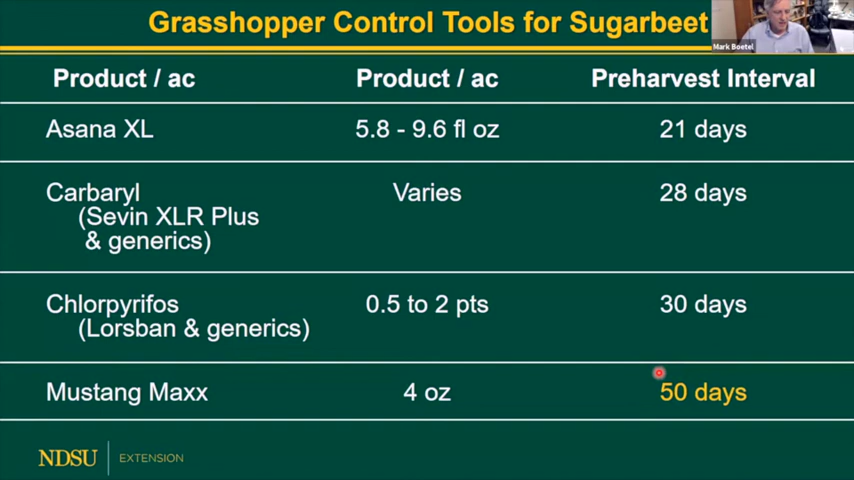 Grasshopper Control Tools for Sugarbeet
Mark Boetel
Product / ac Product / ac Preharvest Interval
Asana XL 5.8 - 9.6 fl oz 21 days
Carbaryl Varies 28 days
(Sevin XLR Plus
& generics)
Chlorpyrifos 0.5 to 2 pts 30 days
(Lorsban & generics)
Mustang Maxx 4 oz 50 days
NDSU EXTENSION